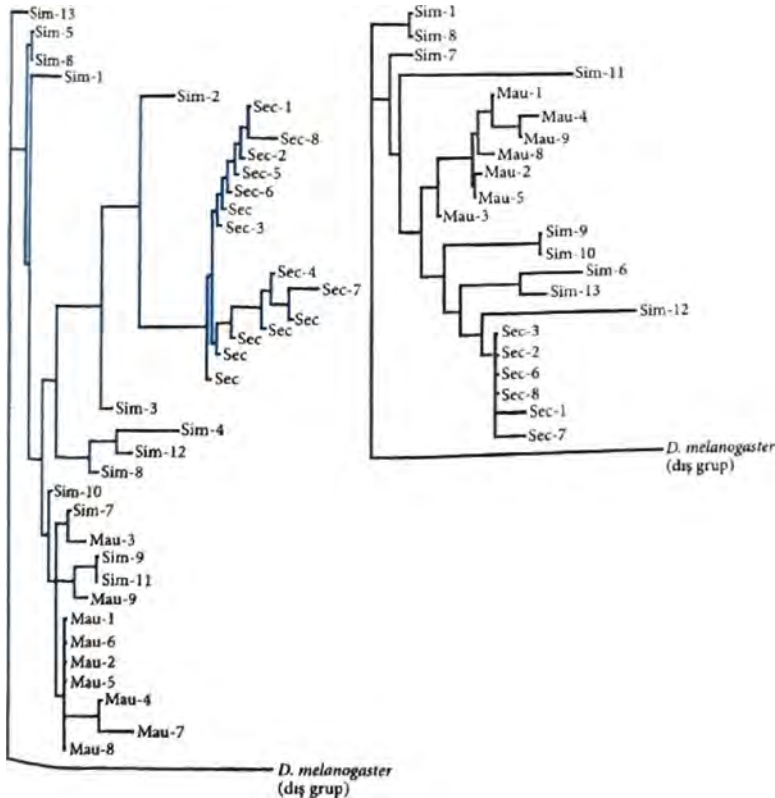 Sim-13
Sim-5
Sim-8
Sim-1
Sim-2
Sec-1
Sec-8
Sec-2
Sec-5
Sec-6
Sec
Sec-3
Sec-4
Sec-7
Sec
Sec
Sec
Sec
Sec
Sim-3
Sim-4
Sim-12
Sim-8
Sim-10
Sim-7
Mau-3
Sim-9
Sim-11
Mau-9
Mau-1
Mau-6
Mau-2
Mau-5
Mau-4
Mau-7
Mau-8
D. melanogaster
(dış grup)
Sim-1
Sim-8
Sim-7
Sim-11
Mau-1
Mau-4
Mau-9
Mau-8
Mau-2
Mau-5
Mau-3
Sim-9
Sim-10
Sim-6
Sim-13
Sim-12
Sec-3
Sec-2
Sec-6
Sec-8
Sec-1
Sec-7
D. melanogaster
(dış grup)